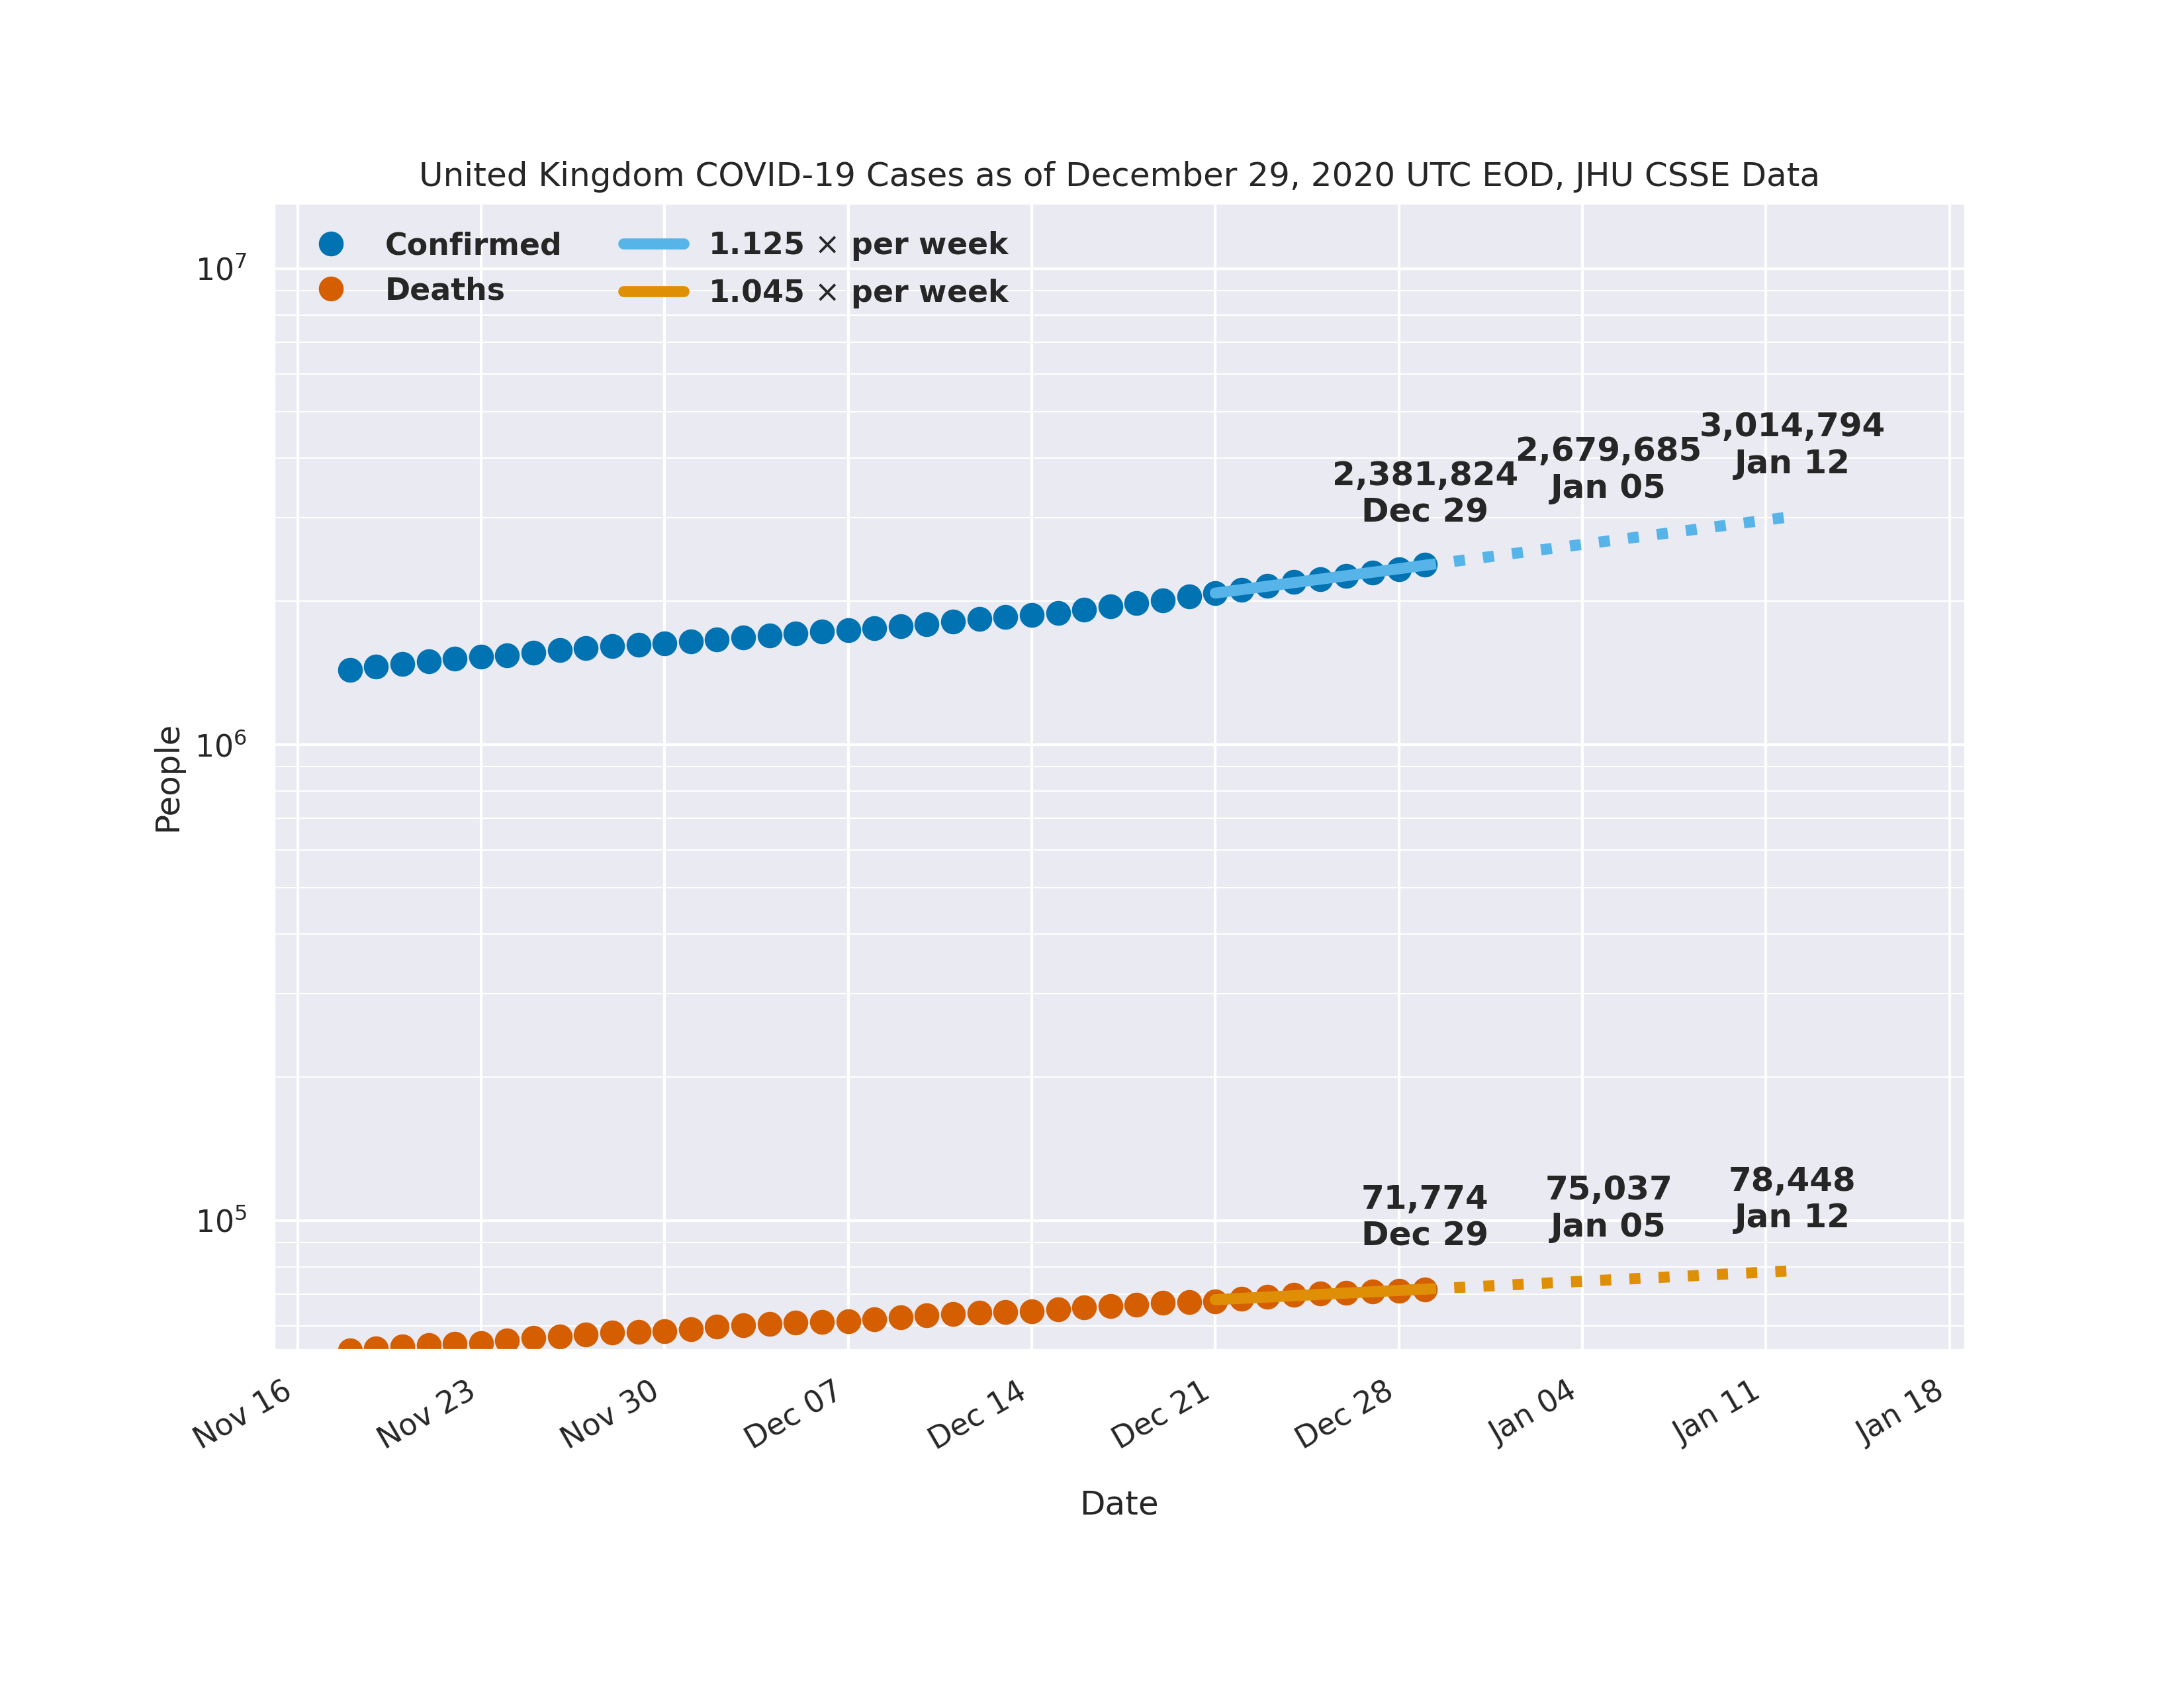 United Kingdom COVID-19 Cases as of December 29, 2020 UTC EOD, JHU CSSE Data
Confirmed
Deaths
1.125 × per week
1.045 × per week
People
10⁷
10⁶
10⁵
2,381,824
Dec 29
2,679,685
Jan 05
3,014,794
Jan 12
71,774
Dec 29
75,037
Jan 05
78,448
Jan 12
Nov 16
Nov 23
Nov 30
Dec 07
Dec 14
Dec 21
Dec 28
Jan 04
Jan 11
Jan 18
Date